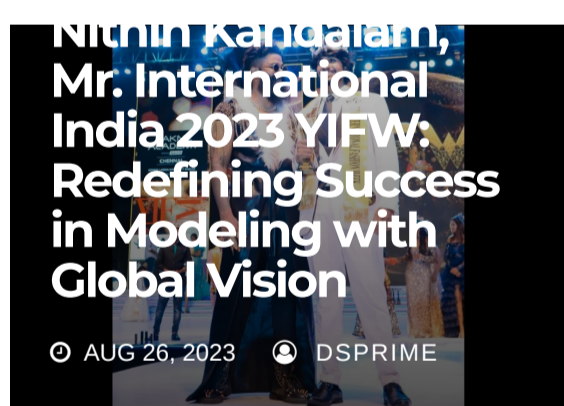 Nithin Kandalam,
Mr. International
India 2023 YIFW:
Redefining Success
in Modeling with
Global Vision
AUG 26, 2023 DSPRIME